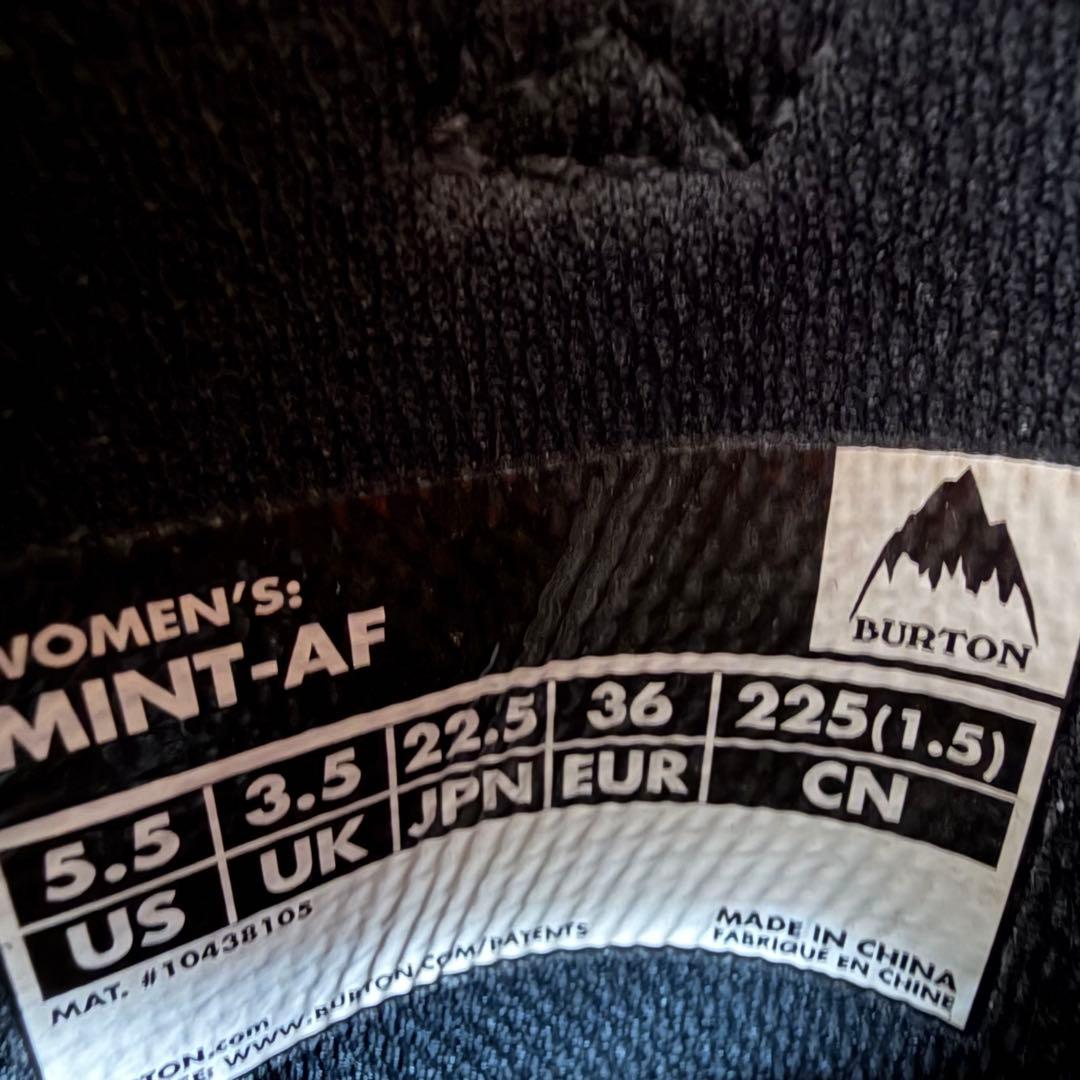 WOMEN'S:
MINT-AF
BURTON
5.5 3.5 22.5 36 225(1.5)
US UK JPN EUR CN
MAT. #10438105
WWW.BURTON.COM/PATENTS
MADE IN CHINA
FABRIQUÉ EN CHINE